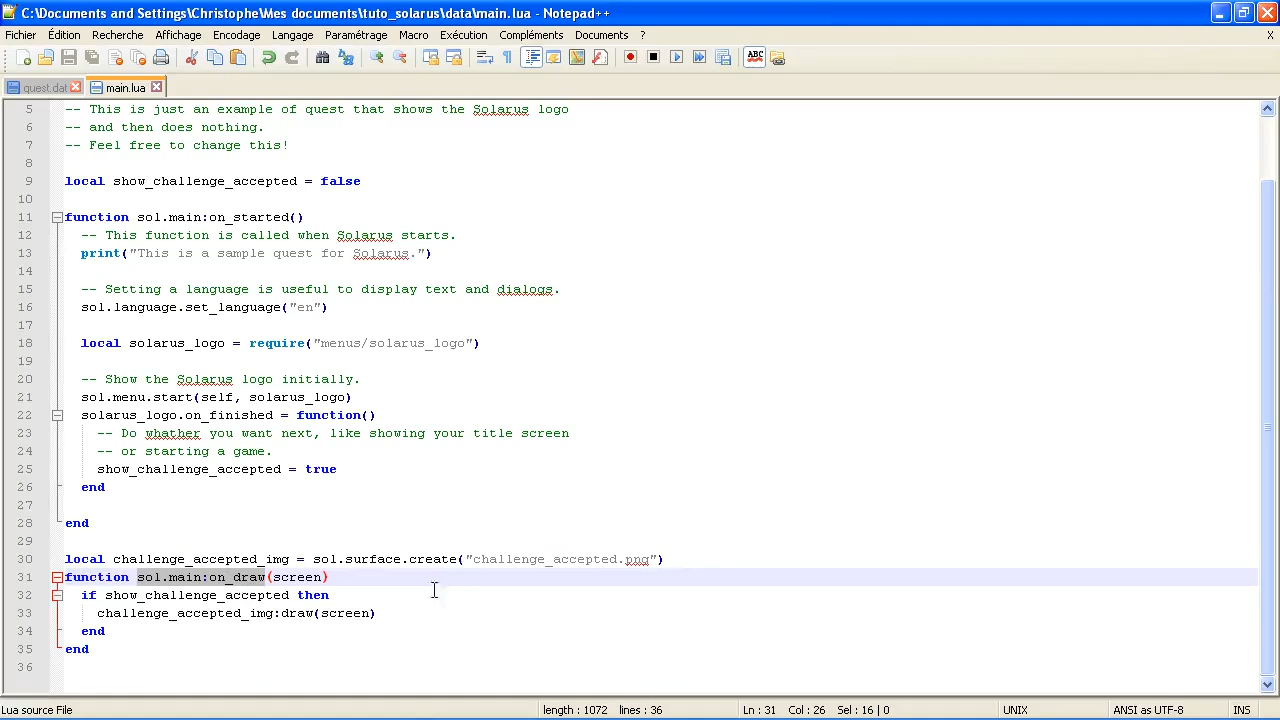 C:\Documents and Settings\Christophe\Mes documents\tuto_solarus\data\main.lua - Notepad++
Fichier Édition Recherche Affichage Encodage Langage Paramétrage Macro Exécution Compléments Documents ? X
ABC
quest.dat main.lua
5 -- This is just an example of quest that shows the Solarus logo
6 -- and then does nothing.
7 -- Feel free to change this!
8
9 local show_challenge_accepted = false
10
11 function sol.main:on_started()
12 -- This function is called when Solarus starts.
13 print("This is a sample quest for Solarus.")
14
15 -- Setting a language is useful to display text and dialogs.
16 sol.language.set_language("en")
17
18 local solarus_logo = require("menus/solarus_logo")
19
20 -- Show the Solarus logo initially.
21 sol.menu.start(self, solarus_logo)
22 solarus_logo.on_finished = function()
23 -- Do whather you want next, like showing your title screen
24 -- or starting a game.
25 show_challenge_accepted = true
26 end
27
28 end
29
30 local challenge_accepted_img = sol.surface.create("challenge_accepted.png")
31 function sol.main:on_draw(screen)
32 if show_challenge_accepted then
33 challenge_accepted_img:draw(screen)
34 end
35 end
36
Lua source File length : 1072 lines : 36 Ln : 31 Col : 26 Sel : 16 | 0 UNIX ANSI as UTF-8 INS